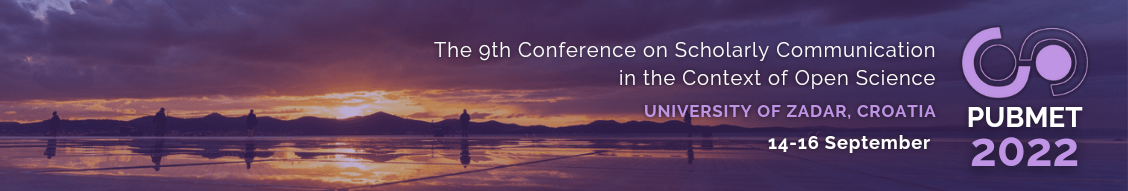 The 9th Conference on Scholarly Communication
in the Context of Open Science
UNIVERSITY OF ZADAR, CROATIA
14-16 September
PUBMET
2022